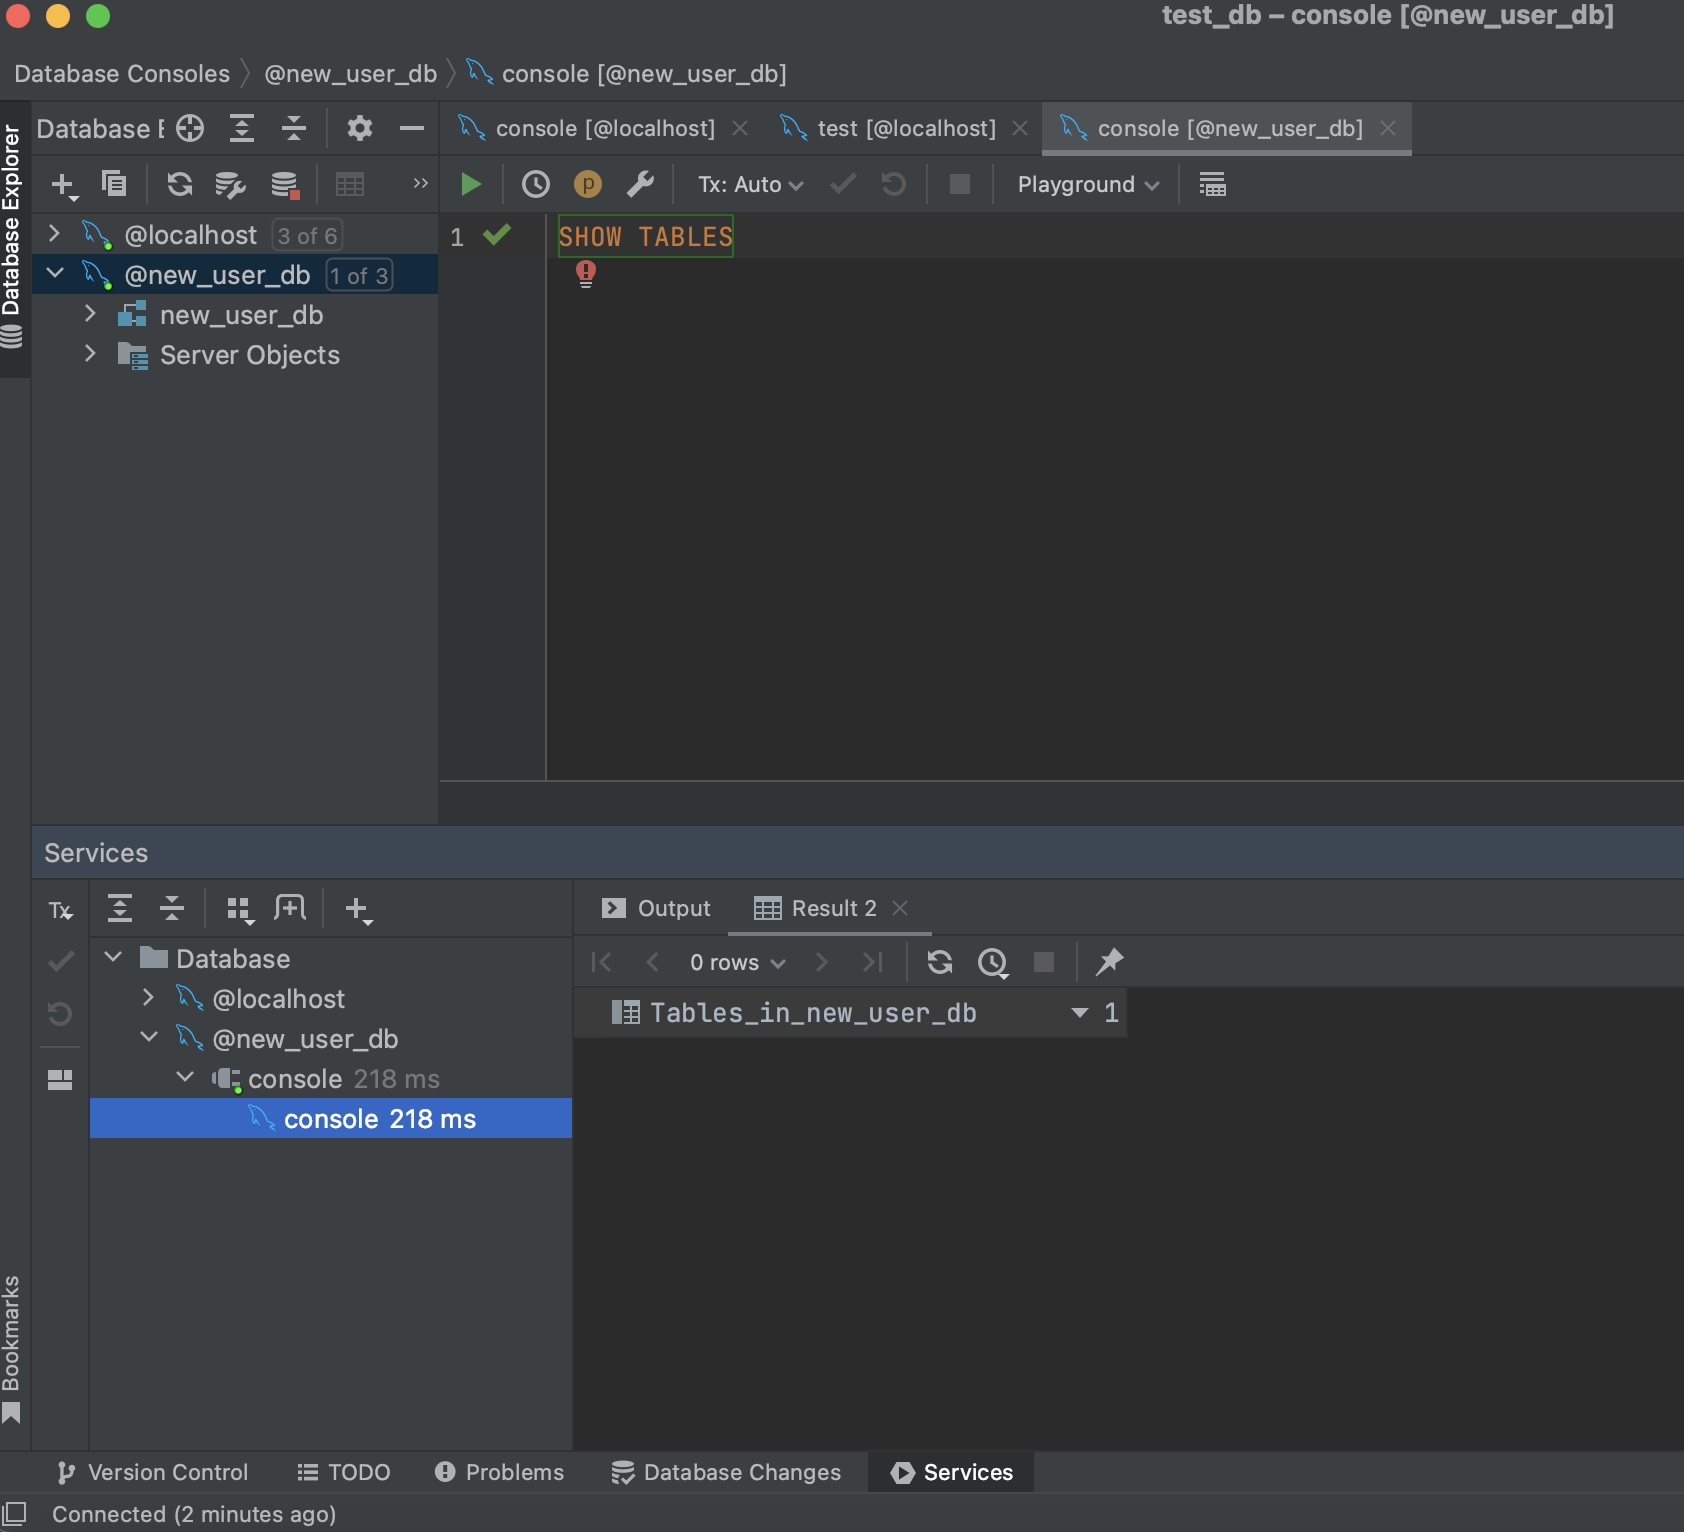 test_db – console [@new_user_db]
Database Consoles @new_user_db console [@new_user_db]
Database E
console [@localhost] test [@localhost] console [@new_user_db]
Tx: Auto Playground
Database Explorer
@localhost 3 of 6
@new_user_db 1 of 3
new_user_db
Server Objects
1 SHOW TABLES
Services
Tx
Output Result 2
0 rows
Database
@localhost
@new_user_db
console 218 ms
console 218 ms
Tables_in_new_user_db 1
Bookmarks
Version Control TODO Problems Database Changes Services
Connected (2 minutes ago)